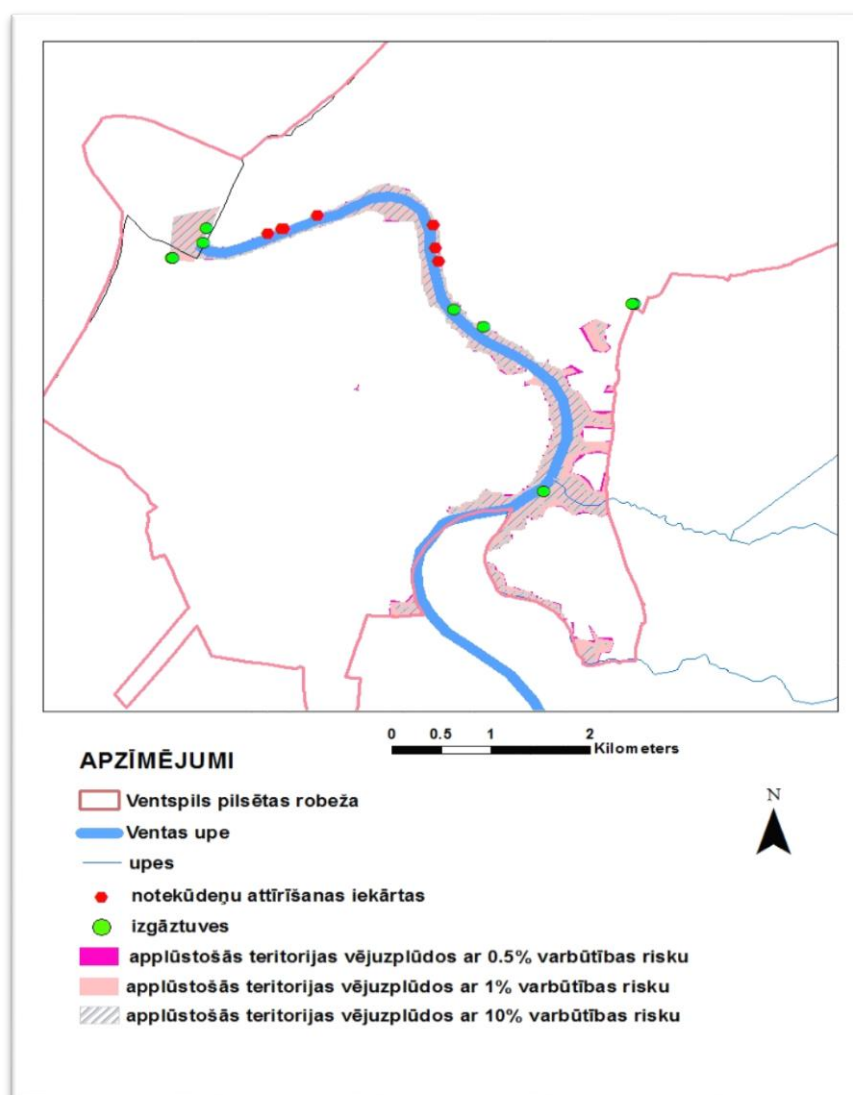 0 0.5 1 2
Kilometers
APZĪMĒJUMI
Ventspils pilsētas robeža
N
Ventas upe
upes
notekūdeņu attīrīšanas iekārtas
izgāztuves
applūstošās teritorijas vējuzplūdos ar 0.5% varbūtības risku
applūstošās teritorijas vējuzplūdos ar 1% varbūtības risku
applūstošās teritorijas vējuzplūdos ar 10% varbūtības risku